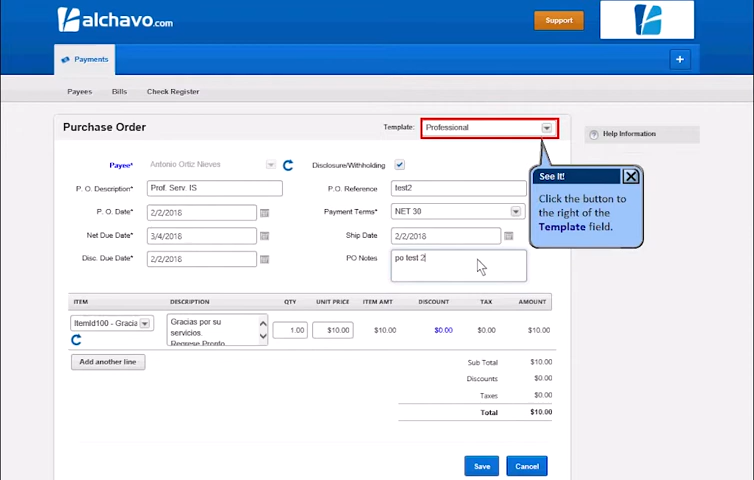 alchavo.com
Support
Payments
+
Payees Bills Check Register
Purchase Order
Template: Professional
Help Information
See It!
Click the button to
the right of the
Template field.
Payee* Antonio Ortiz Nieves Disclosure/Withholding
P. O. Description* Prof. Serv. IS P.O. Reference test2
P. O. Date* 2/2/2018 Payment Terms* NET 30
Net Due Date* 3/4/2018 Ship Date 2/2/2018
Disc. Due Date* 2/2/2018 PO Notes po test 2
ITEM DESCRIPTION QTY UNIT PRICE ITEM AMT DISCOUNT TAX AMOUNT
ItemId100 - Gracia Gracias por su
servicios.
Regrese Pronto 1.00 $10.00 $10.00 $0.00 $0.00 $10.00
Add another line
Sub Total $10.00
Discounts $0.00
Taxes $0.00
Total $10.00
Save Cancel